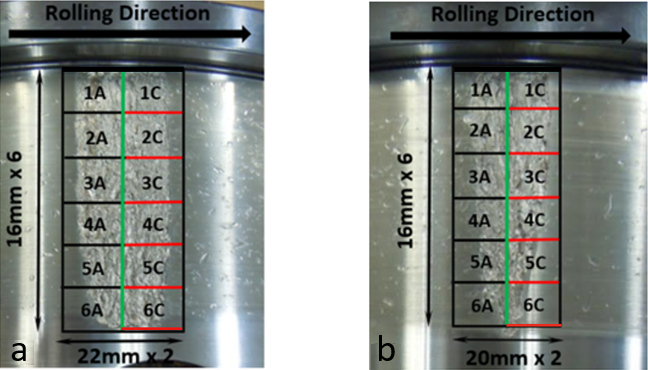 Rolling Direction
16mm x 6
1A 1C
2A 2C
3A 3C
4A 4C
5A 5C
6A 6C
22mm x 2
a
Rolling Direction
16mm x 6
1A 1C
2A 2C
3A 3C
4A 4C
5A 5C
6A 6C
20mm x 2
b